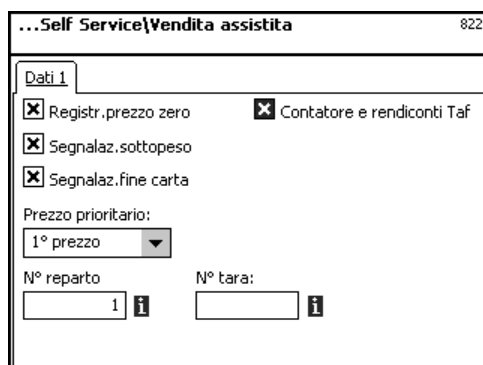 ...Self Service\Vendita assistita 822
Dati 1
Registr.prezzo zero Contatore e rendiconti Taf
Segnalaz.sottopeso
Segnalaz.fine carta
Prezzo prioritario:
1° prezzo
N° reparto N° tara:
1 i i